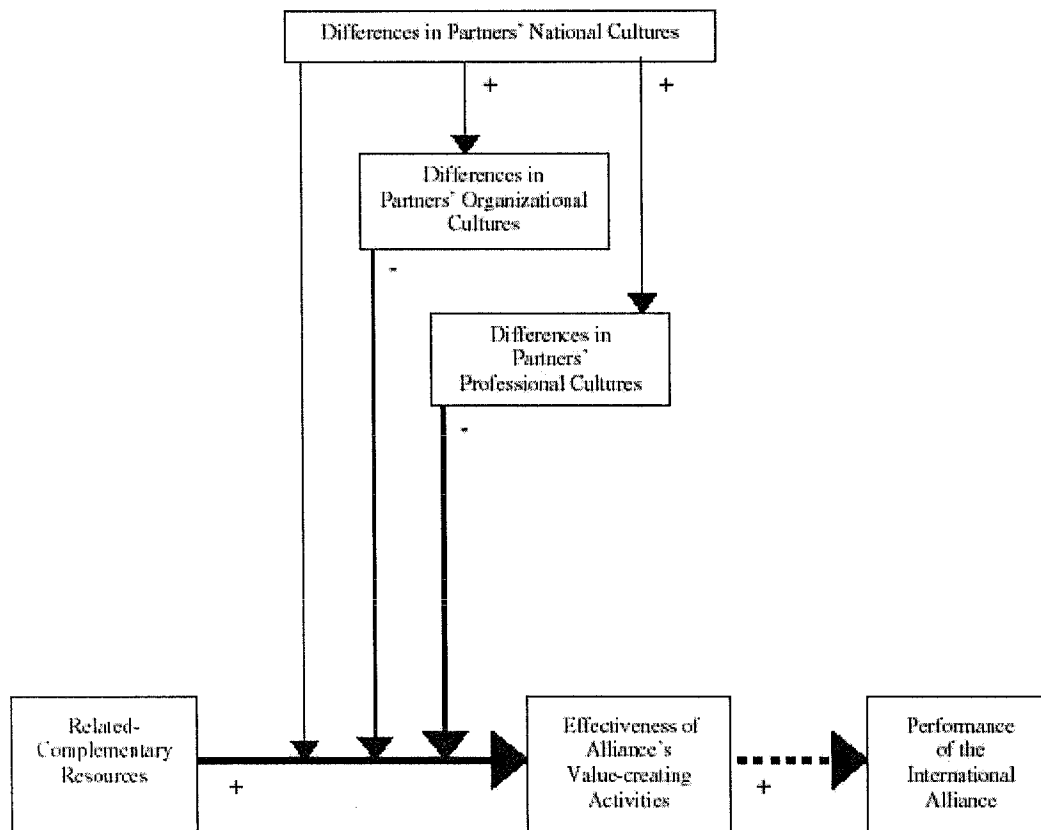 Differences in Partners' National Cultures
+
+
Differences in
Partners' Organizational
Cultures
-
Differences in
Partners'
Professional Cultures
-
Related-
Complementary
Resources
+
Effectiveness of
Alliance's
Value-creating
Activities
+
Performance
of the
International
Alliance